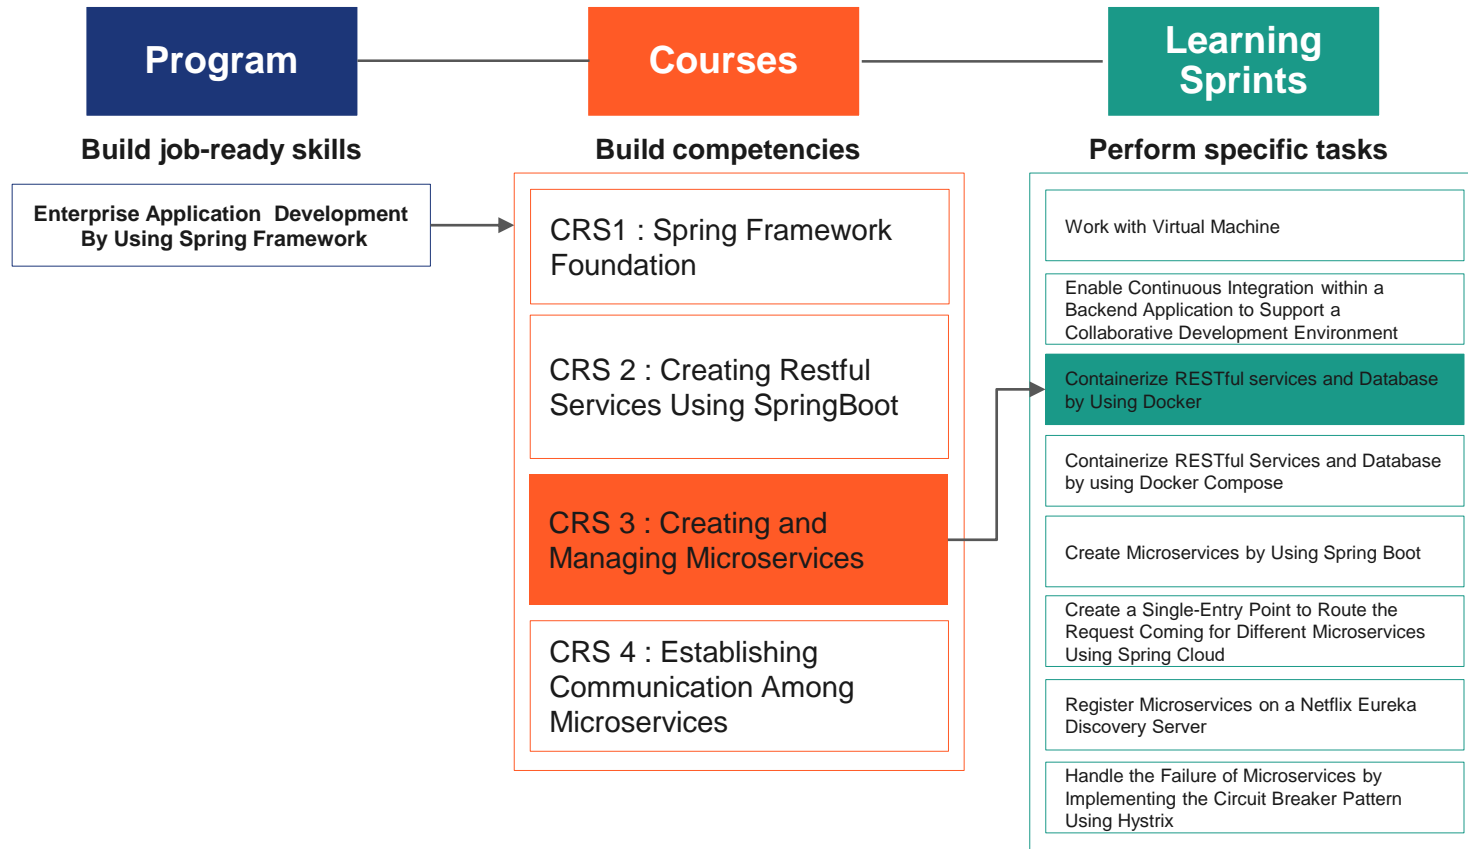 Program
Courses
Learning
Sprints
Build job-ready skills
Build competencies
Perform specific tasks
Enterprise Application Development
By Using Spring Framework
CRS1 : Spring Framework
Foundation
CRS 2 : Creating Restful
Services Using SpringBoot
CRS 3 : Creating and
Managing Microservices
CRS 4 : Establishing
Communication Among
Microservices
Work with Virtual Machine
Enable Continuous Integration within a
Backend Application to Support a
Collaborative Development Environment
Containerize RESTful services and Database
by Using Docker
Containerize RESTful Services and Database
by using Docker Compose
Create Microservices by Using Spring Boot
Create a Single-Entry Point to Route the
Request Coming for Different Microservices
Using Spring Cloud
Register Microservices on a Netflix Eureka
Discovery Server
Handle the Failure of Microservices by
Implementing the Circuit Breaker Pattern
Using Hystrix